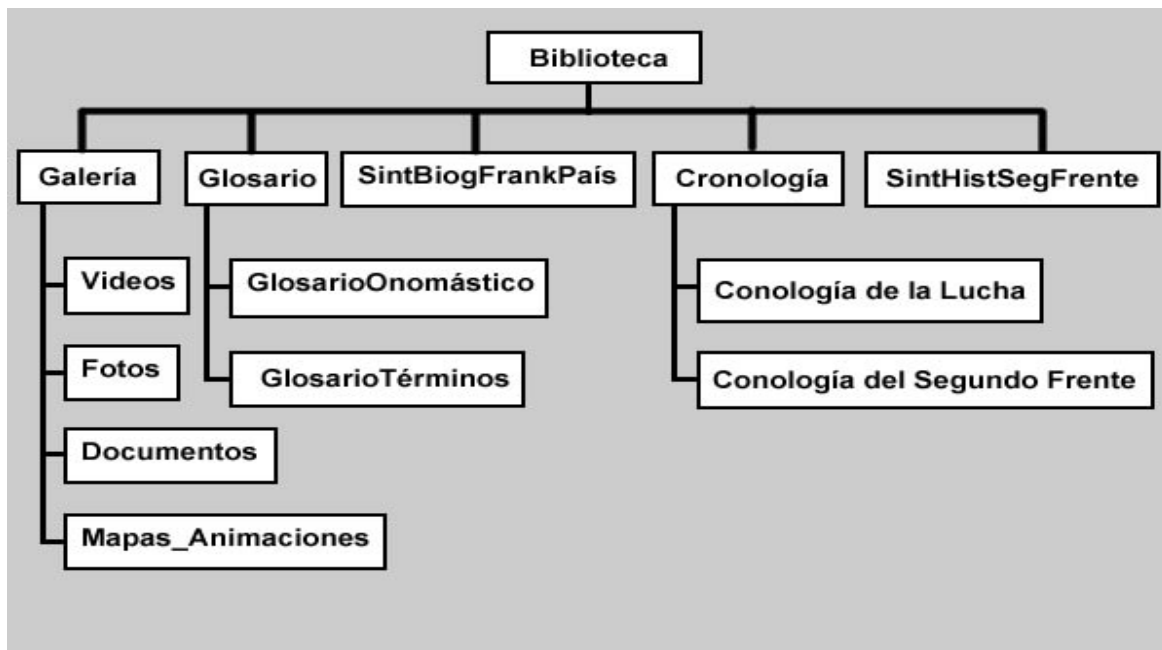 Biblioteca
Galería
Glosario
SintBiogFrankPaís
Cronología
SintHistSegFrente
Videos
Fotos
Documentos
Mapas_Animaciones
GlosarioOnomástico
GlosarioTérminos
Conología de la Lucha
Conología del Segundo Frente